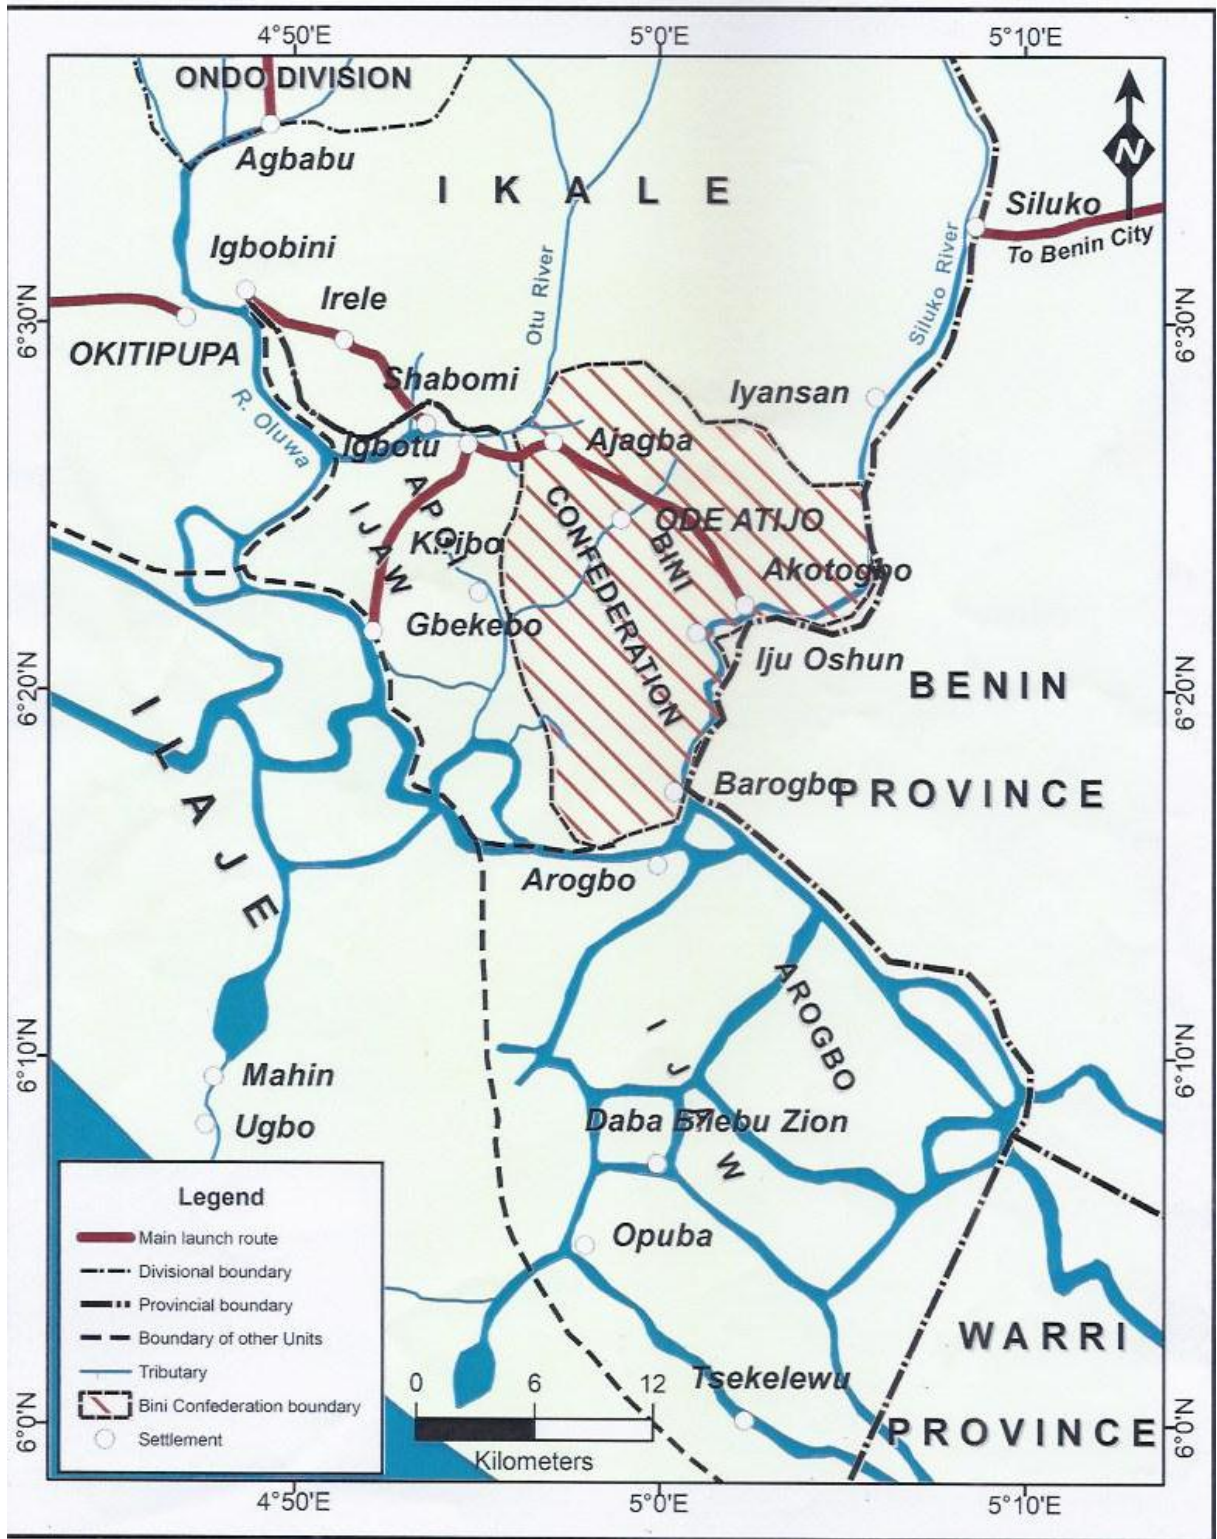 4°50'E
5°0'E
5°10'E
ONDO DIVISION
Agbabu
I K A L E
N
Siluko
To Benin City
Igbobini
Irele
Otu River
Siluko River
6°30'N
6°30'N
OKITIPUPA
Shabomi
Iyansan
R. Oluwa
Igbotu
Ajagba
APOI
IJAW
CONFEDERATION
BINI
ODE ATIJO
Kiribo
Akotogbo
Gbekebo
Iju Oshun
6°20'N
6°20'N
BENIN
PROVINCE
ILAJE
Barogbo
Arogbo
AROGBO
IJAW
6°10'N
6°10'N
Mahin
Ugbo
Daba Bilebu Zion
Opuba
Legend
Main launch route
Divisional boundary
Provincial boundary
Boundary of other Units
Tributary
Bini Confederation boundary
Settlement
WARRI
PROVINCE
Tsekelewu
0 6 12
Kilometers
6°0'N
6°0'N
4°50'E
5°0'E
5°10'E